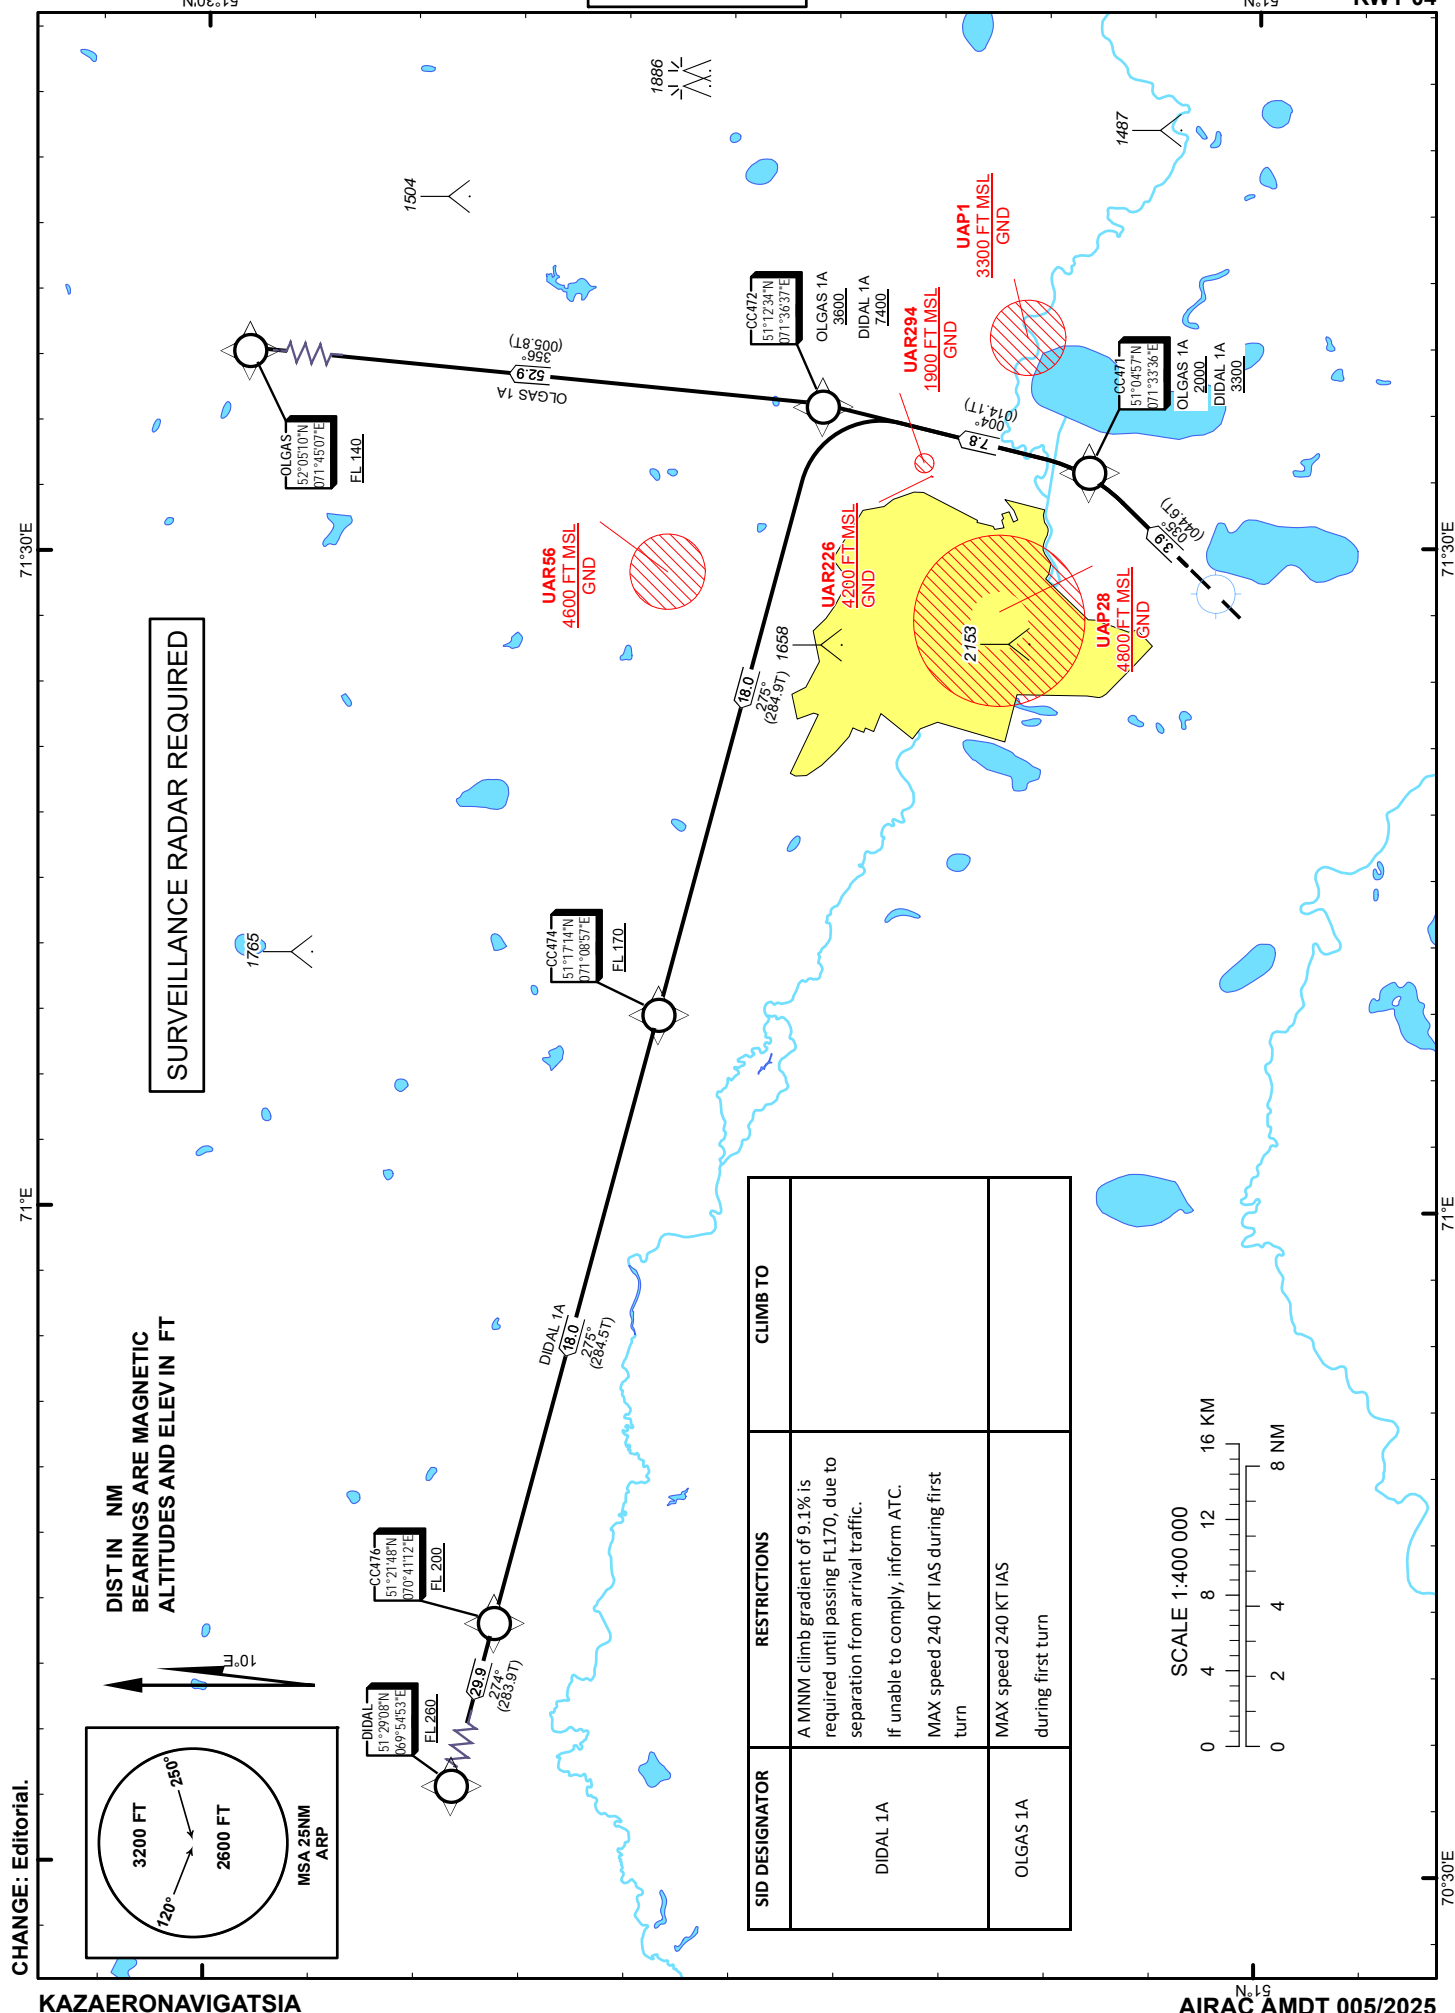 CHANGE: Editorial.
KAZAERONAVIGATSIA
AIRAC AMDT 005/2025
71°30'E
71°E
71°30'E
71°E
70°30'E
51°30'N
51°N
51°N
SURVEILLANCE RADAR REQUIRED
DIST IN NM
BEARINGS ARE MAGNETIC
ALTITUDES AND ELEV IN FT
10°E
3200 FT
2600 FT
120°
250°
MSA 25NM
ARP
DIDAL
51°29'08"N
069°54'53"E
FL 260
29.9
274°
(283.9T)
CC476
51°21'48"N
070°41'12"E
FL 200
DIDAL 1A
18.0
275°
(284.5T)
CC474
51°17'14"N
071°08'57"E
FL 170
18.0
275°
(284.9T)
OLGAS
52°05'10"N
071°45'07"E
FL 140
OLGAS 1A
52.9
356°
(005.8T)
CC472
51°12'34"N
071°36'37"E
OLGAS 1A
3600
DIDAL 1A
7400
7.8
004°
(014.1T)
CC471
51°04'57"N
071°33'36"E
OLGAS 1A
2000
DIDAL 1A
3300
3.9
035°
(044.6T)
UAR56
4600 FT MSL
GND
UAR226
4200 FT MSL
GND
UAR294
1900 FT MSL
GND
UAP1
3300 FT MSL
GND
UAP28
4800 FT MSL
GND
1765
1504
1886
1487
1658
2153
SID DESIGNATOR
RESTRICTIONS
CLIMB TO
DIDAL 1A
A MNM climb gradient of 9.1% is
required until passing FL170, due to
separation from arrival traffic.
If unable to comply, inform ATC.
MAX speed 240 KT IAS during first
turn
OLGAS 1A
MAX speed 240 KT IAS
during first turn
SCALE 1:400 000
0 4 8 12 16 KM
0 2 4 8 NM